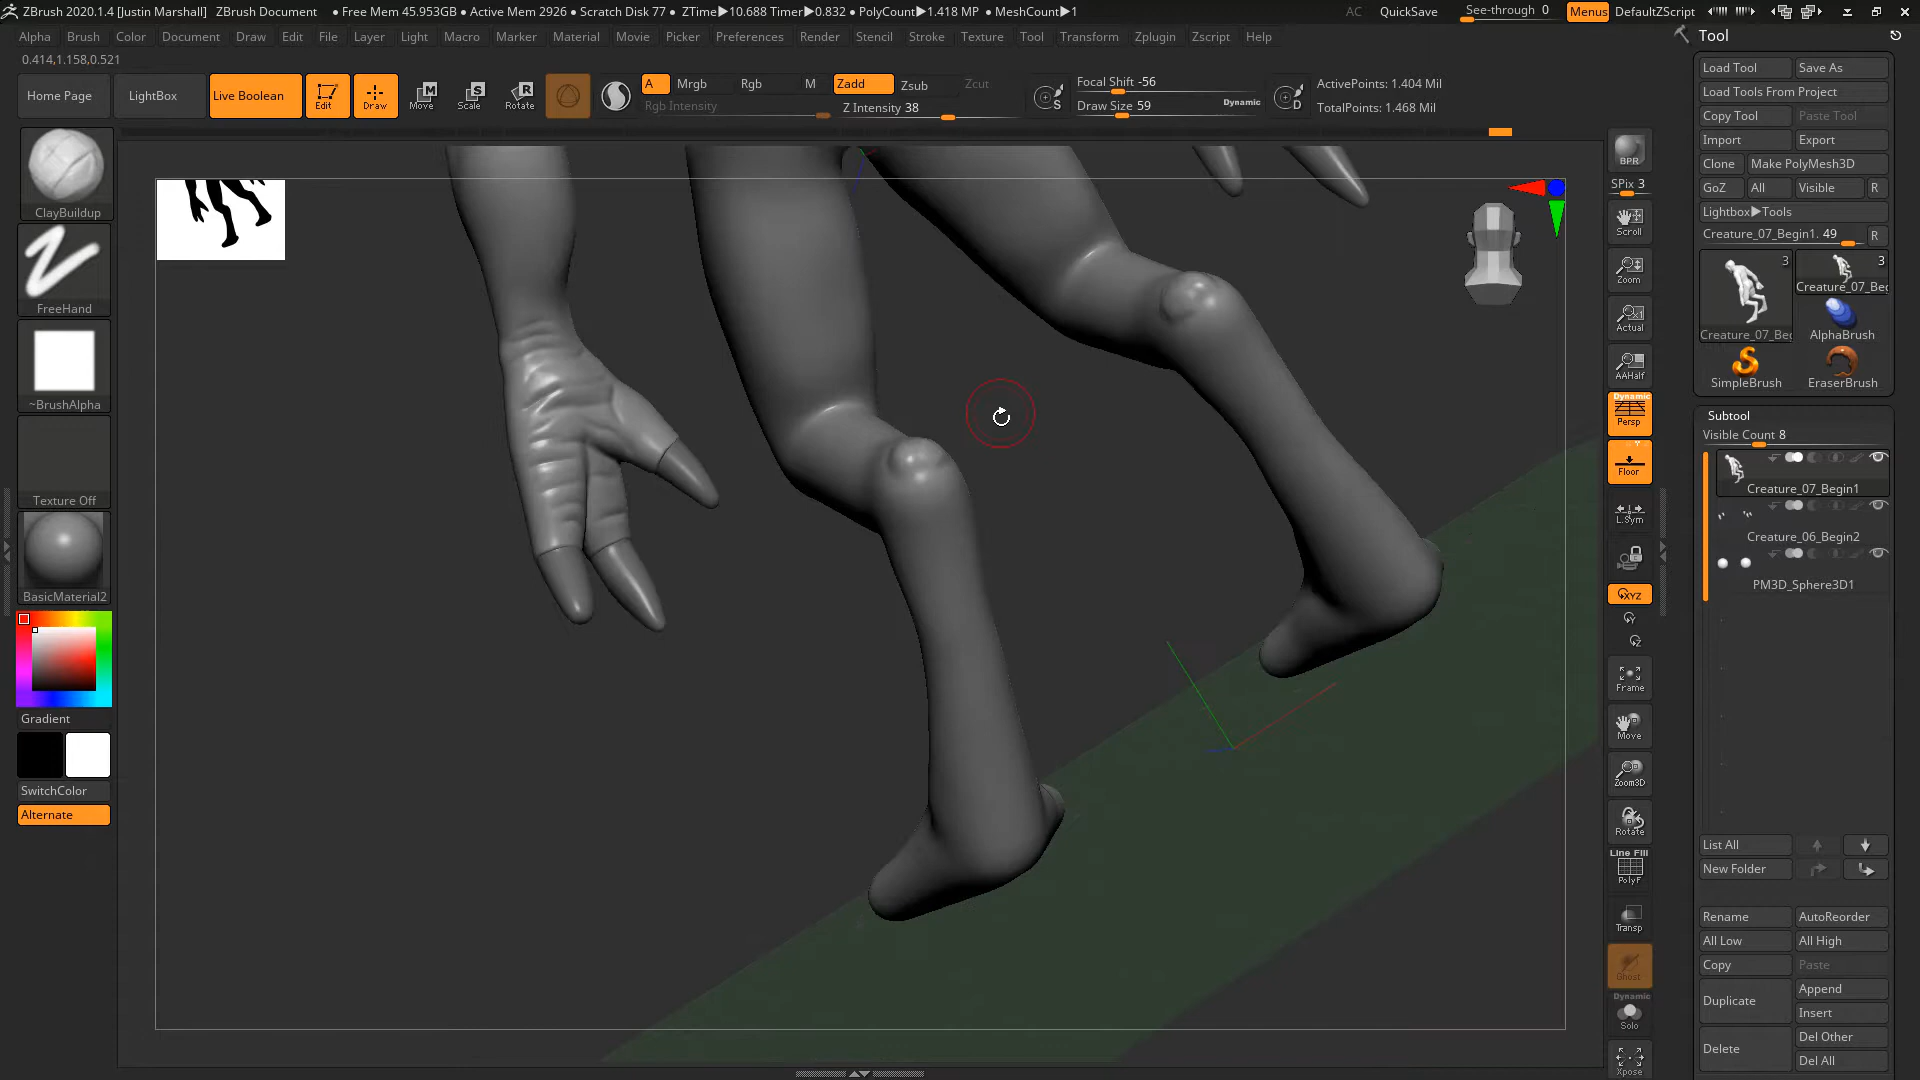 ZBrush 2020.1.4 [Justin Marshall] ZBrush Document ● Free Mem 45.953GB ● Active Mem 2926 ● Scratch Disk 77 ● ZTime▶10.688 Timer▶0.832 ● PolyCount▶1.418 MP ● MeshCount▶1 AC QuickSave See-through 0 Menus DefaultZScript
Alpha Brush Color Document Draw Edit File Layer Light Macro Marker Material Movie Picker Preferences Render Stencil Stroke Texture Tool Transform Zplugin Zscript Help
0.414,1.158,0.521
Home Page LightBox Live Boolean Edit Draw Move Scale Rotate
A Mrgb Rgb M Zadd Zsub Zcut
Rgb Intensity Z Intensity 38
S Focal Shift -56
Draw Size 59 Dynamic D
ActivePoints: 1.404 Mil
TotalPoints: 1.468 Mil
ClayBuildup
FreeHand
~BrushAlpha
Texture Off
BasicMaterial2
Gradient
SwitchColor
Alternate
BPR
SPix 3
Scroll
Zoom
Actual
AAHalf
Dynamic
Persp
Floor
L.Sym
XYZ
Y
Z
Frame
Move
Zoom3D
Rotate
Line Fill
PolyF
Transp
Ghost
Dynamic
Solo
Xpose
Tool
Load Tool Save As
Load Tools From Project
Copy Tool Paste Tool
Import Export
Clone Make PolyMesh3D
GoZ All Visible R
Lightbox▶Tools
Creature_07_Begin1. 49 R
3 3
Creature_07_Beg
Creature_07_Beg AlphaBrush
SimpleBrush EraserBrush
Subtool
Visible Count 8
Creature_07_Begin1
Creature_06_Begin2
PM3D_Sphere3D1
List All
New Folder
Rename AutoReorder
All Low All High
Copy Paste
Duplicate Append
Insert
Delete Del Other
Del All